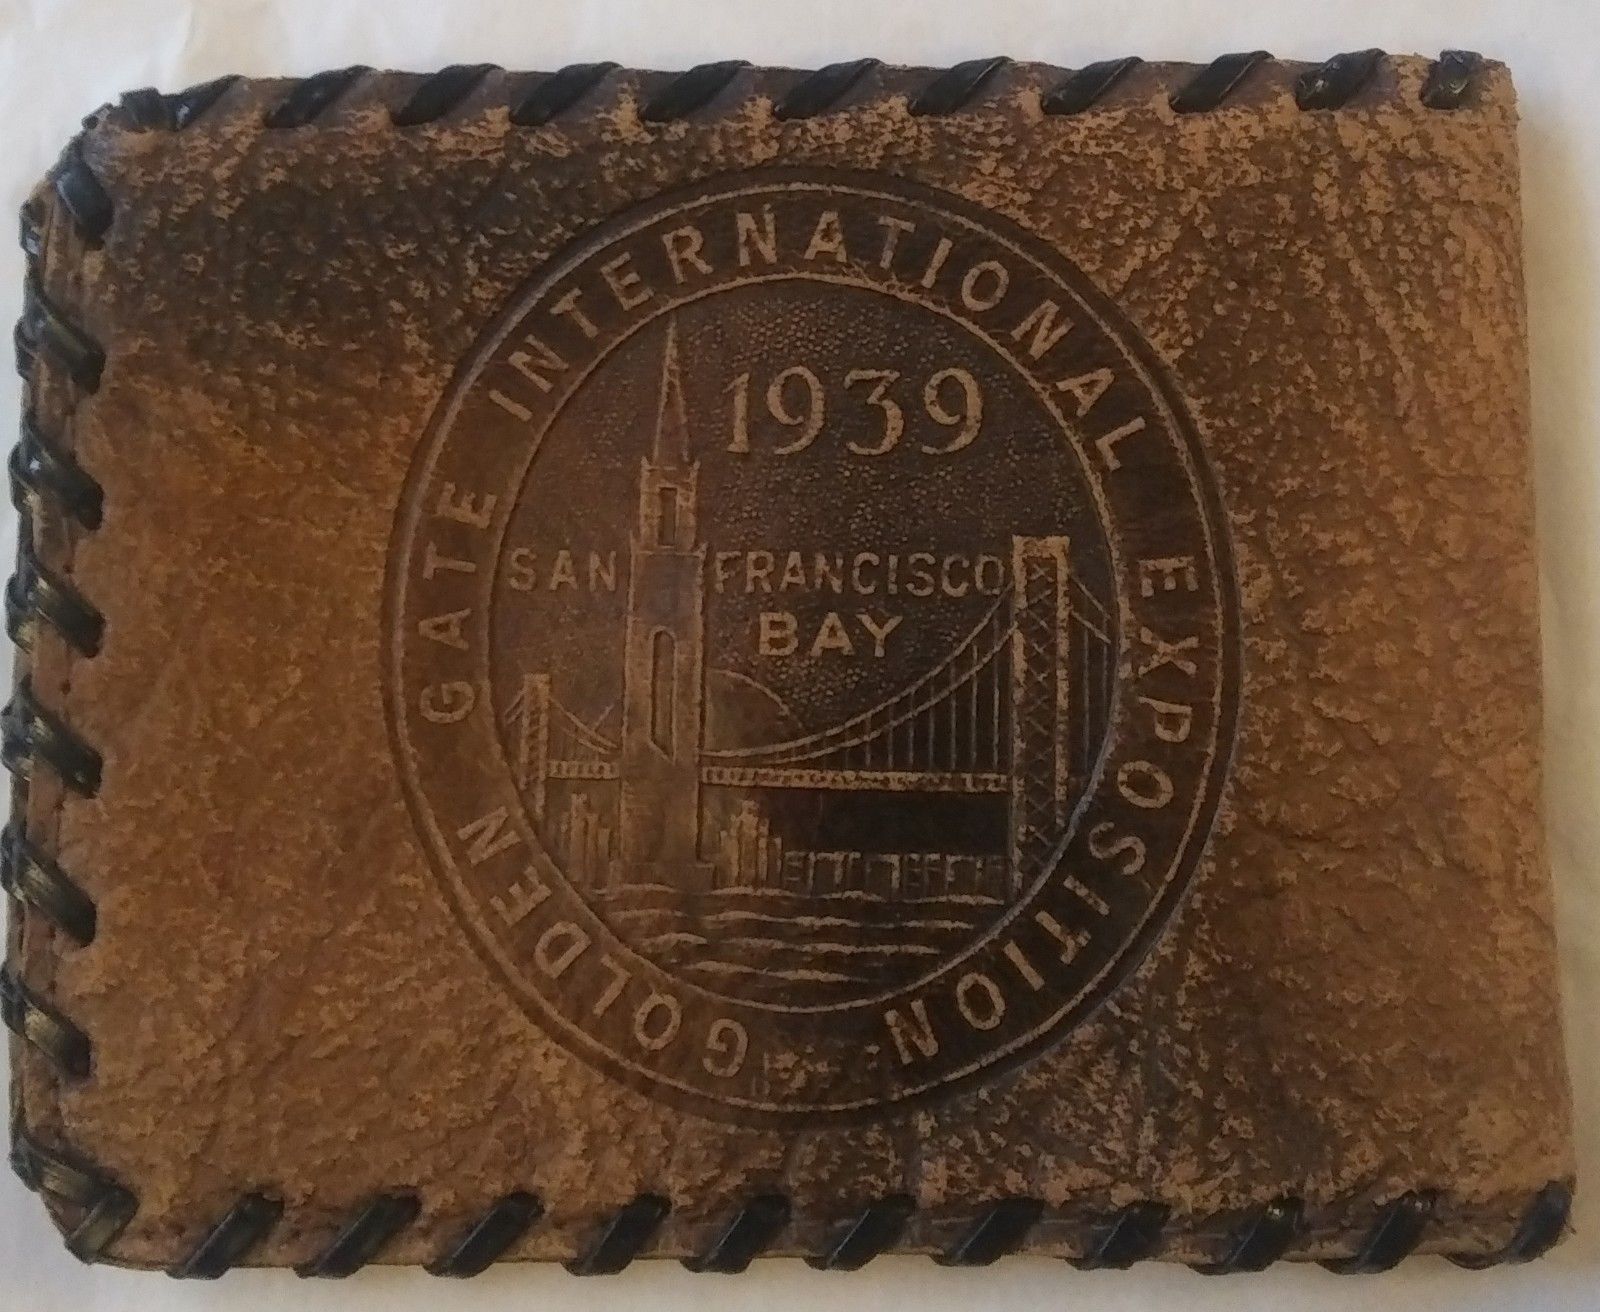 GOLDEN GATE INTERNATIONAL EXPOSITION
1939
SAN FRANCISCO
BAY